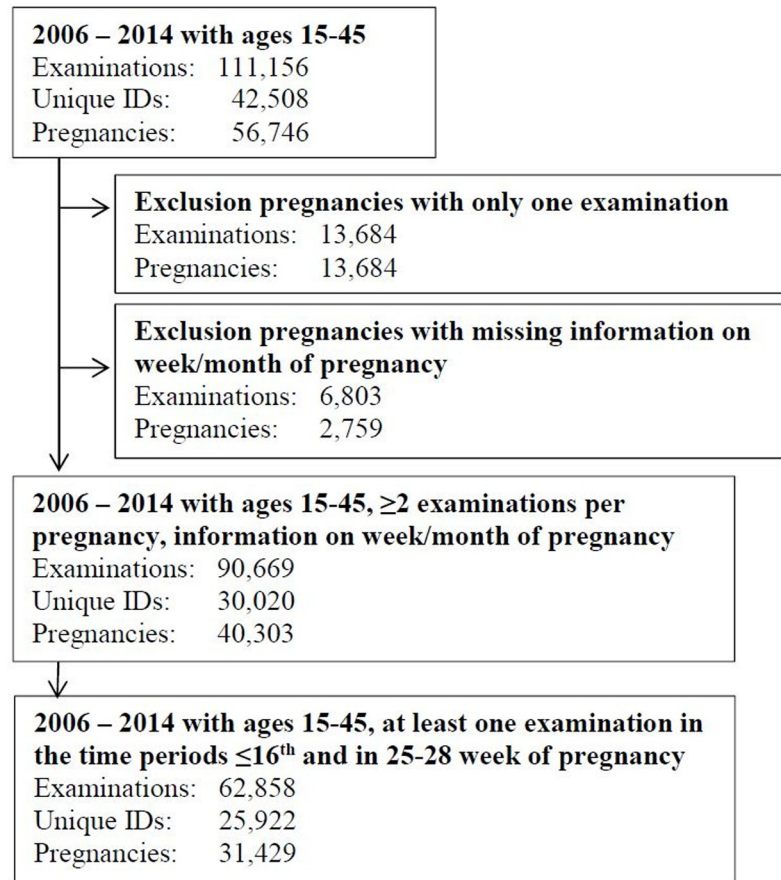 2006 – 2014 with ages 15-45
Examinations: 111,156
Unique IDs: 42,508
Pregnancies: 56,746
Exclusion pregnancies with only one examination
Examinations: 13,684
Pregnancies: 13,684
Exclusion pregnancies with missing information on
week/month of pregnancy
Examinations: 6,803
Pregnancies: 2,759
2006 – 2014 with ages 15-45, ≥2 examinations per
pregnancy, information on week/month of pregnancy
Examinations: 90,669
Unique IDs: 30,020
Pregnancies: 40,303
2006 – 2014 with ages 15-45, at least one examination in
the time periods ≤16th and in 25-28 week of pregnancy
Examinations: 62,858
Unique IDs: 25,922
Pregnancies: 31,429